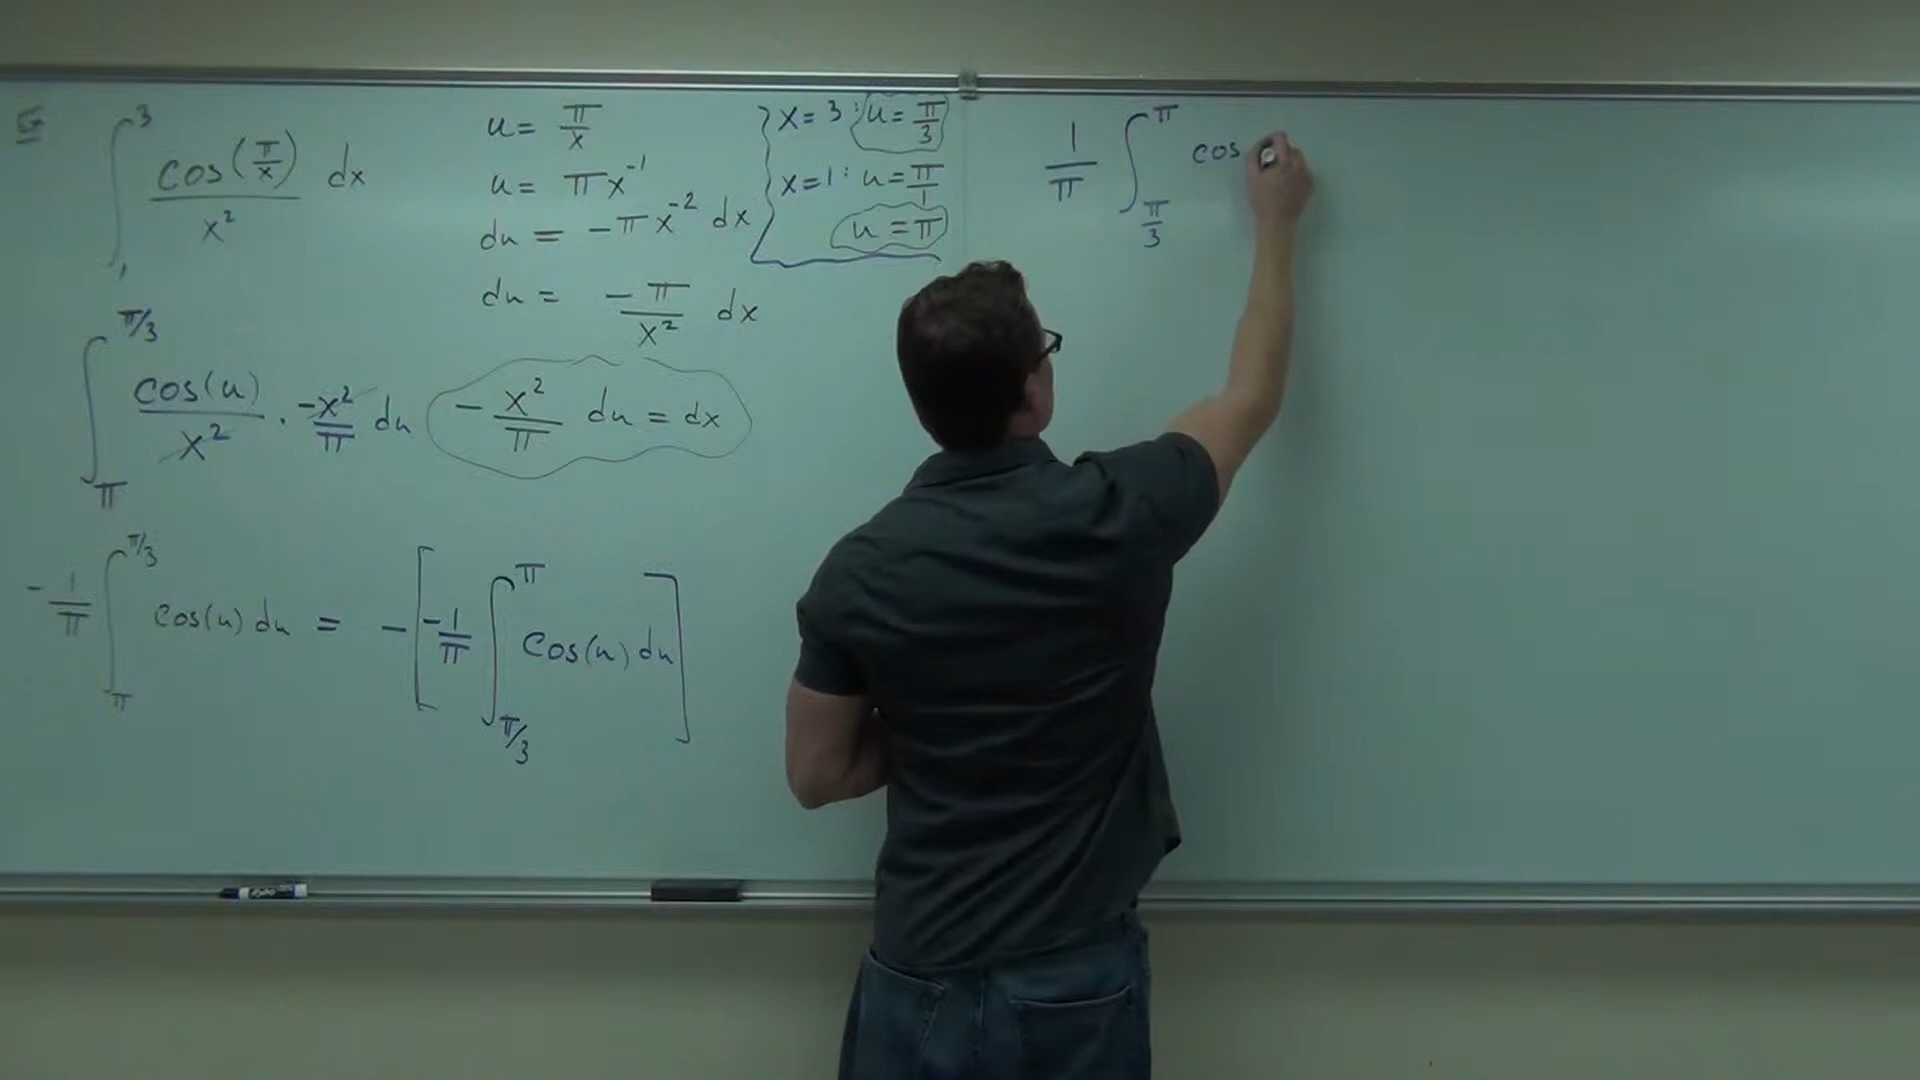 ∫₁³ cos(π/x)/x² dx
u = π/x
u = πx⁻¹
du = -πx⁻² dx
du = -π/x² dx
-x²/π du = dx
x = 3 : u = π/3
x = 1 : u = π/1
u = π
∫_π^{π/3} cos(u)/x² · -x²/π du
-1/π ∫_π^{π/3} cos(u) du = -[-1/π ∫_{π/3}^π cos(u) du]
1/π ∫_{π/3}^π cos
EXPO